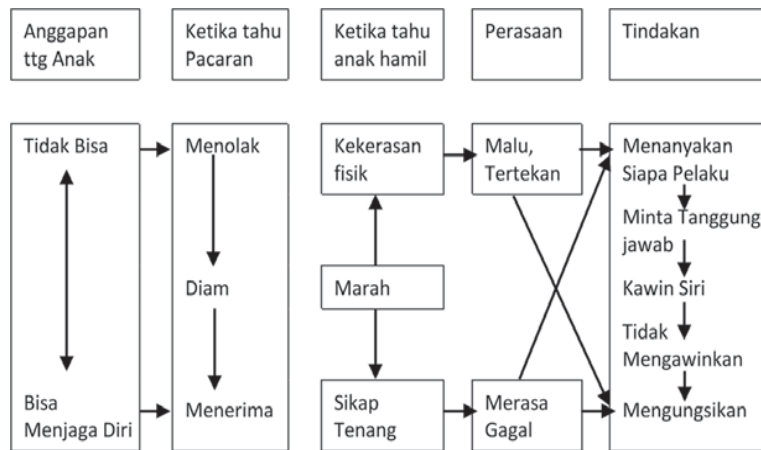 Anggapan
ttg Anak
Ketika tahu
Pacaran
Ketika tahu
anak hamil
Perasaan
Tindakan
Tidak Bisa
Bisa
Menjaga Diri
Menolak
Diam
Menerima
Kekerasan
fisik
Marah
Sikap
Tenang
Malu,
Tertekan
Merasa
Gagal
Menanyakan
Siapa Pelaku
Minta Tanggung
jawab
Kawin Siri
Tidak
Mengawinkan
Mengungsikan